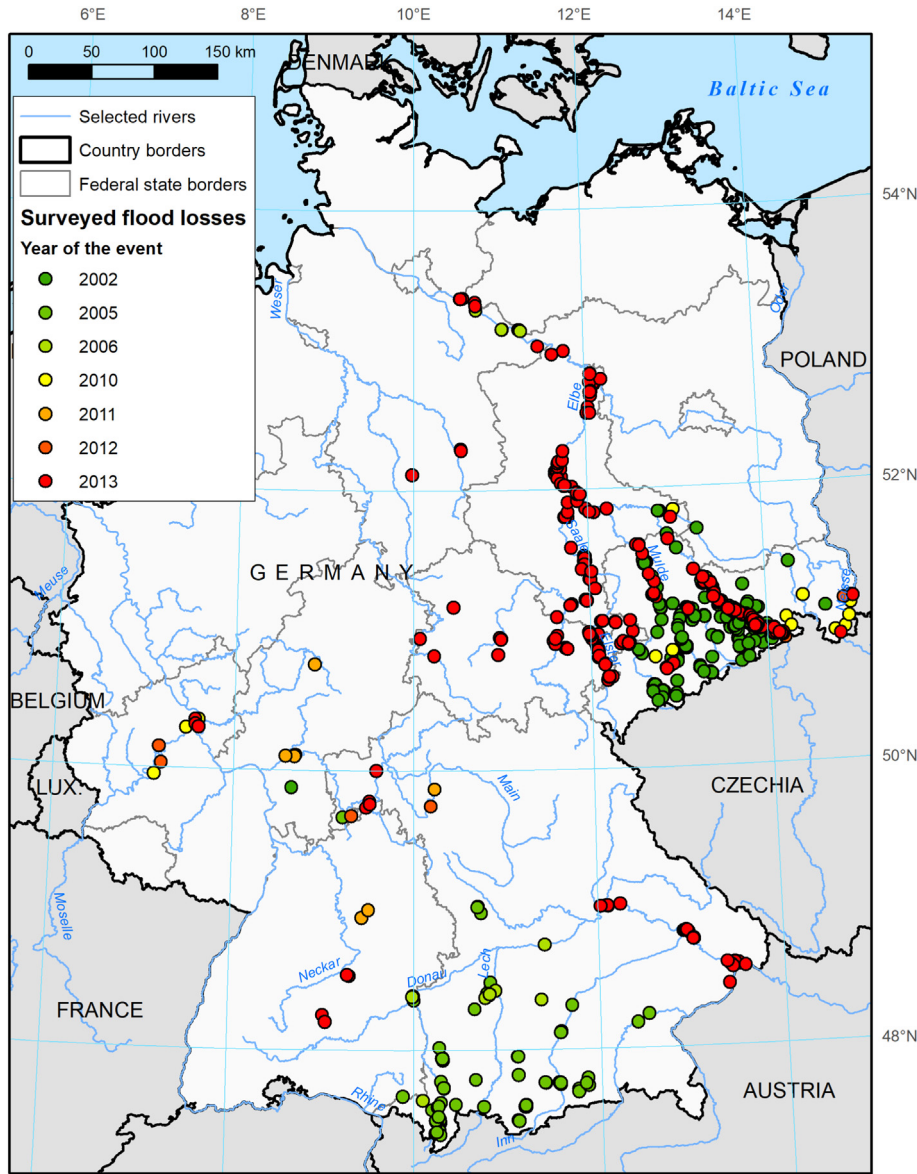 6°E 8°E 10°E 12°E 14°E
0 50 100 150 km
DENMARK
Baltic Sea
Selected rivers
Country borders
Federal state borders
Surveyed flood losses
Year of the event
2002
2005
2006
2010
2011
2012
2013
54°N
Weser
Oder
POLAND
Elbe
52°N
Saale
Mulde
Neisse
Meuse
GERMANY
Elster
BELGIUM
50°N
LUX.
Main
CZECHIA
Moselle
Neckar
Donau
Lech
FRANCE
48°N
Rhine
Inn
AUSTRIA